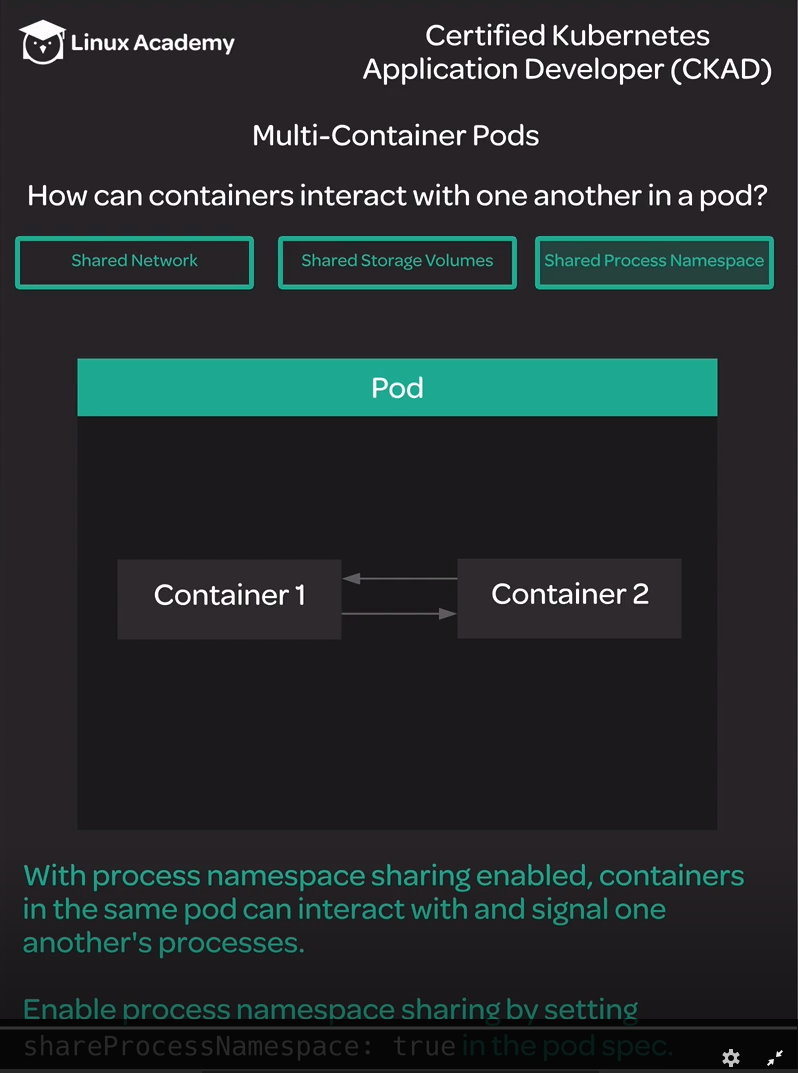 Linux Academy
Certified Kubernetes
Application Developer (CKAD)
Multi-Container Pods
How can containers interact with one another in a pod?
Shared Network
Shared Storage Volumes
Shared Process Namespace
Pod
Container 1
Container 2
With process namespace sharing enabled, containers
in the same pod can interact with and signal one
another's processes.
Enable process namespace sharing by setting
shareProcessNamespace: true in the pod spec.